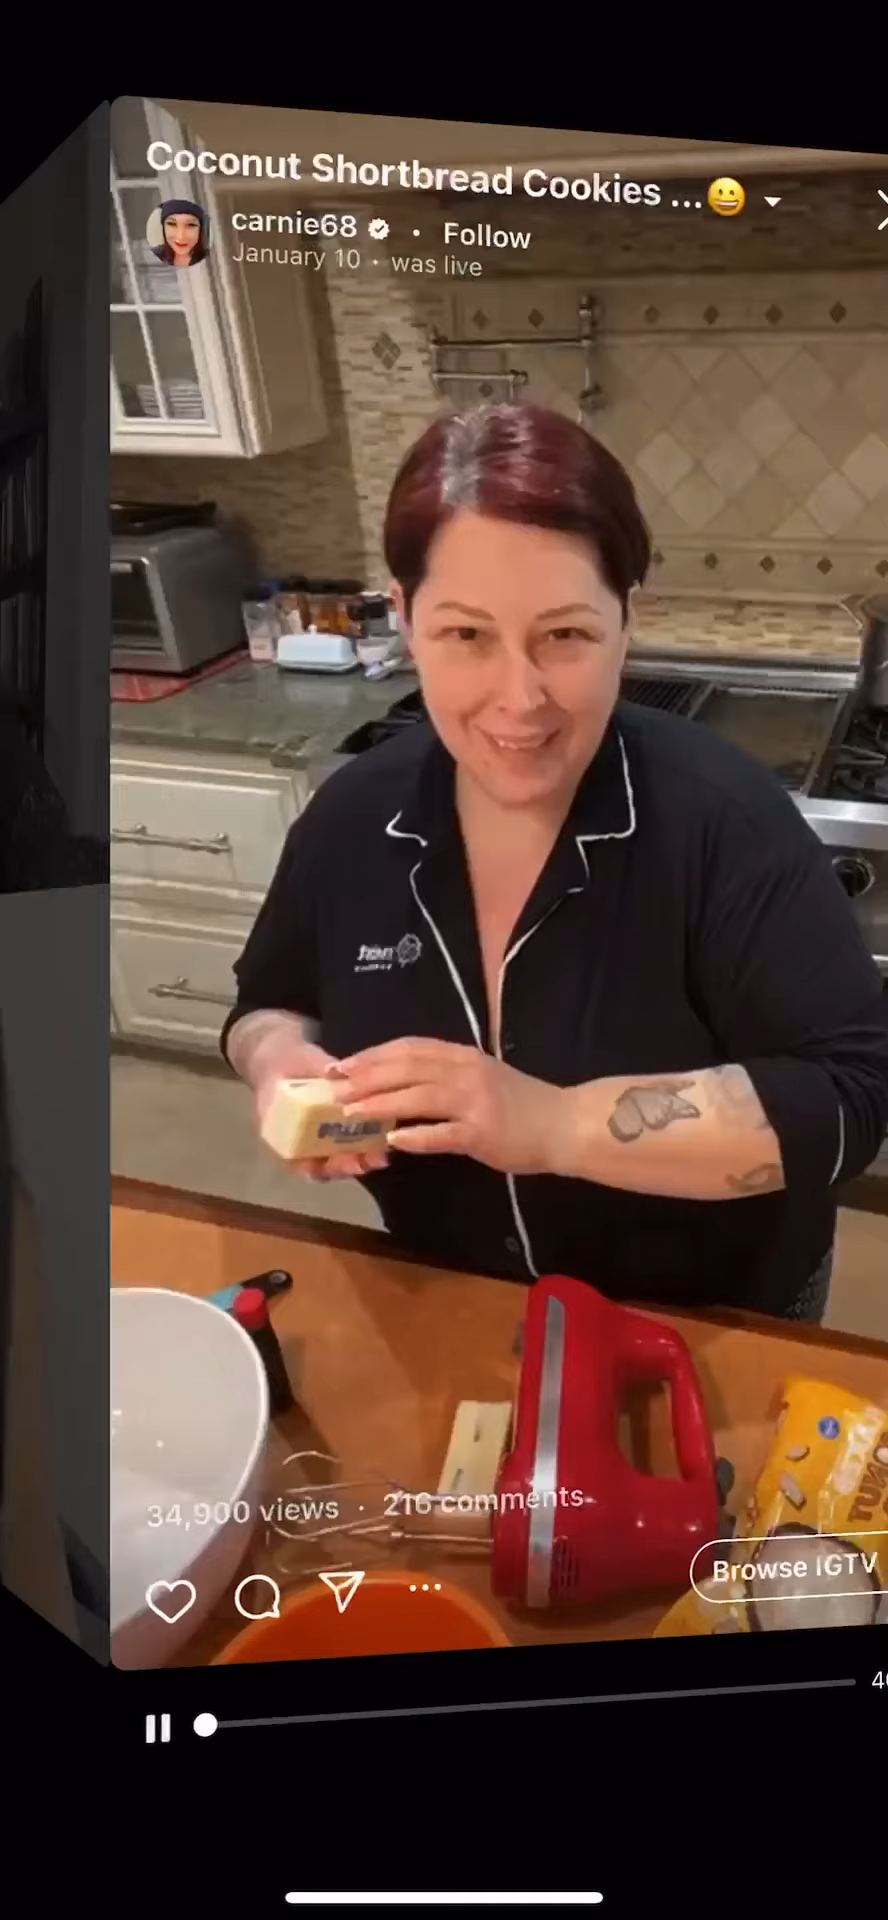 Coconut Shortbread Cookies ...😀
carnie68 • Follow
January 10 • was live
34,900 views · 216 comments
Browse IGTV